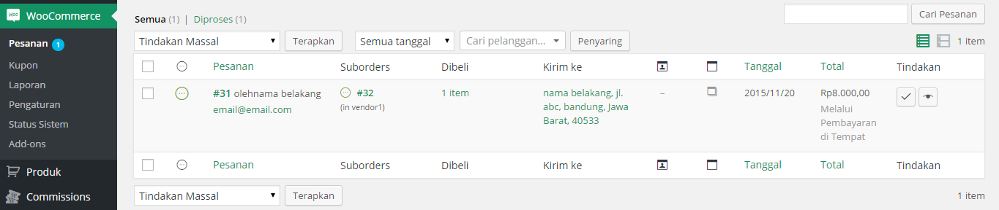 WooCommerce
Pesanan 1
Kupon
Laporan
Pengaturan
Status Sistem
Add-ons
Produk
Commissions
Semua (1) | Diproses (1)
Cari Pesanan
Tindakan Massal Terapkan Semua tanggal Cari pelanggan... Penyaring 1 item
Pesanan Suborders Dibeli Kirim ke Tanggal Total Tindakan
#31 olehnama belakang
email@email.com
#32
(in vendor1)
1 item
nama belakang, jl.
abc, bandung, Jawa
Barat, 40533
–
2015/11/20
Rp8.000,00
Melalui
Pembayaran
di Tempat
Pesanan Suborders Dibeli Kirim ke Tanggal Total Tindakan
Tindakan Massal Terapkan 1 item